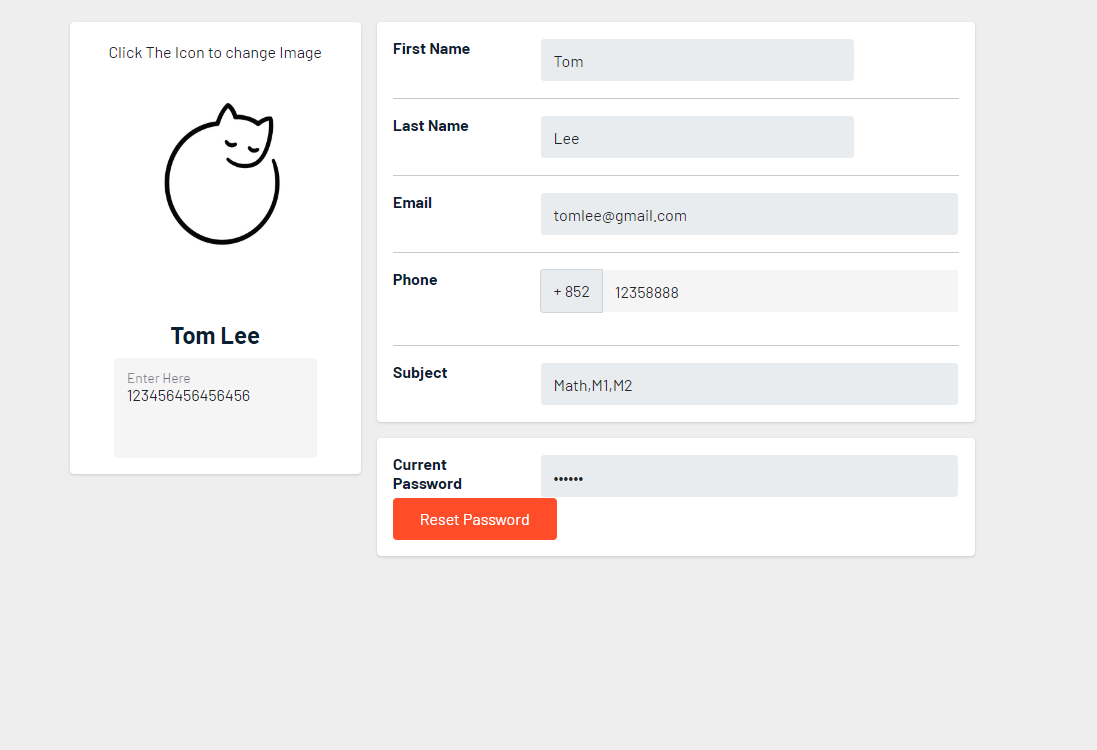 Click The Icon to change Image
Tom Lee
Enter Here
123456456456456
First Name
Tom
Last Name
Lee
Email
tomlee@gmail.com
Phone
+ 852
12358888
Subject
Math,M1,M2
Current
Password
••••••
Reset Password